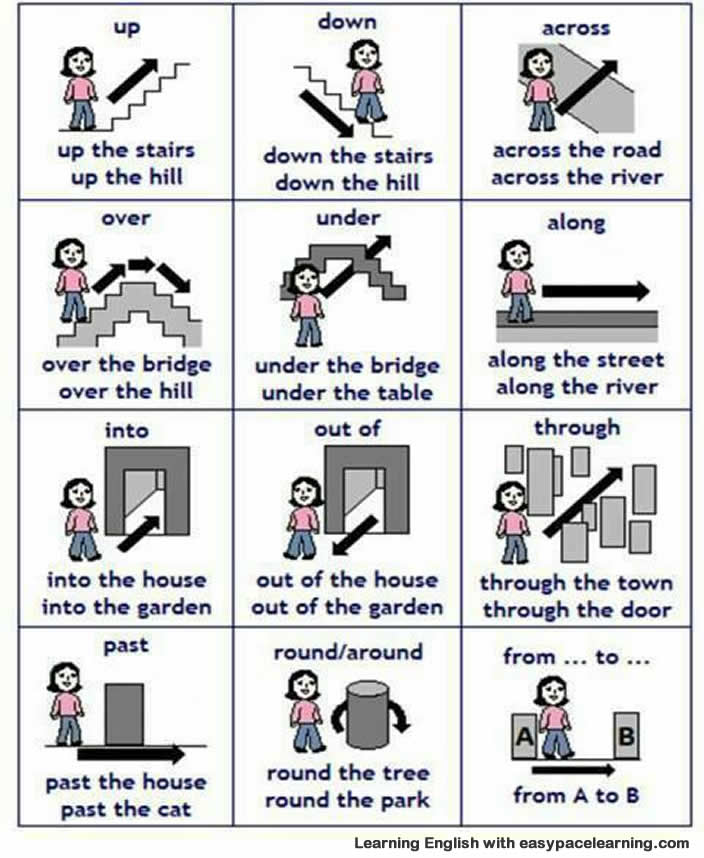 up
up the stairs
up the hill
down
down the stairs
down the hill
across
across the road
across the river
over
over the bridge
over the hill
under
under the bridge
under the table
along
along the street
along the river
into
into the house
into the garden
out of
out of the house
out of the garden
through
through the town
through the door
past
past the house
past the cat
round/around
round the tree
round the park
from ... to ...
A B
from A to B
Learning English with easypacelearning.com